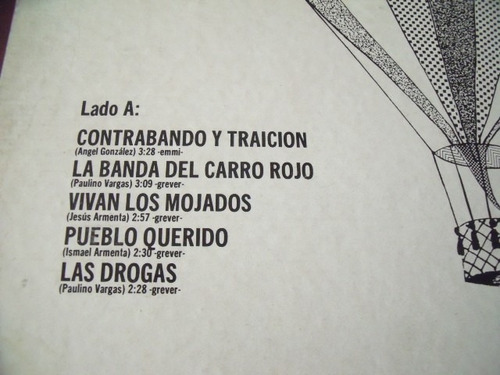 Lado A:
CONTRABANDO Y TRAICION
(Angel González) 3:28 -emmi-
LA BANDA DEL CARRO ROJO
(Paulino Vargas) 3:09 -grever-
VIVAN LOS MOJADOS
(Jesús Armenta) 2:57 -grever-
PUEBLO QUERIDO
(Ismael Armenta) 2:30 -grever-
LAS DROGAS
(Paulino Vargas) 2:28 -grever-